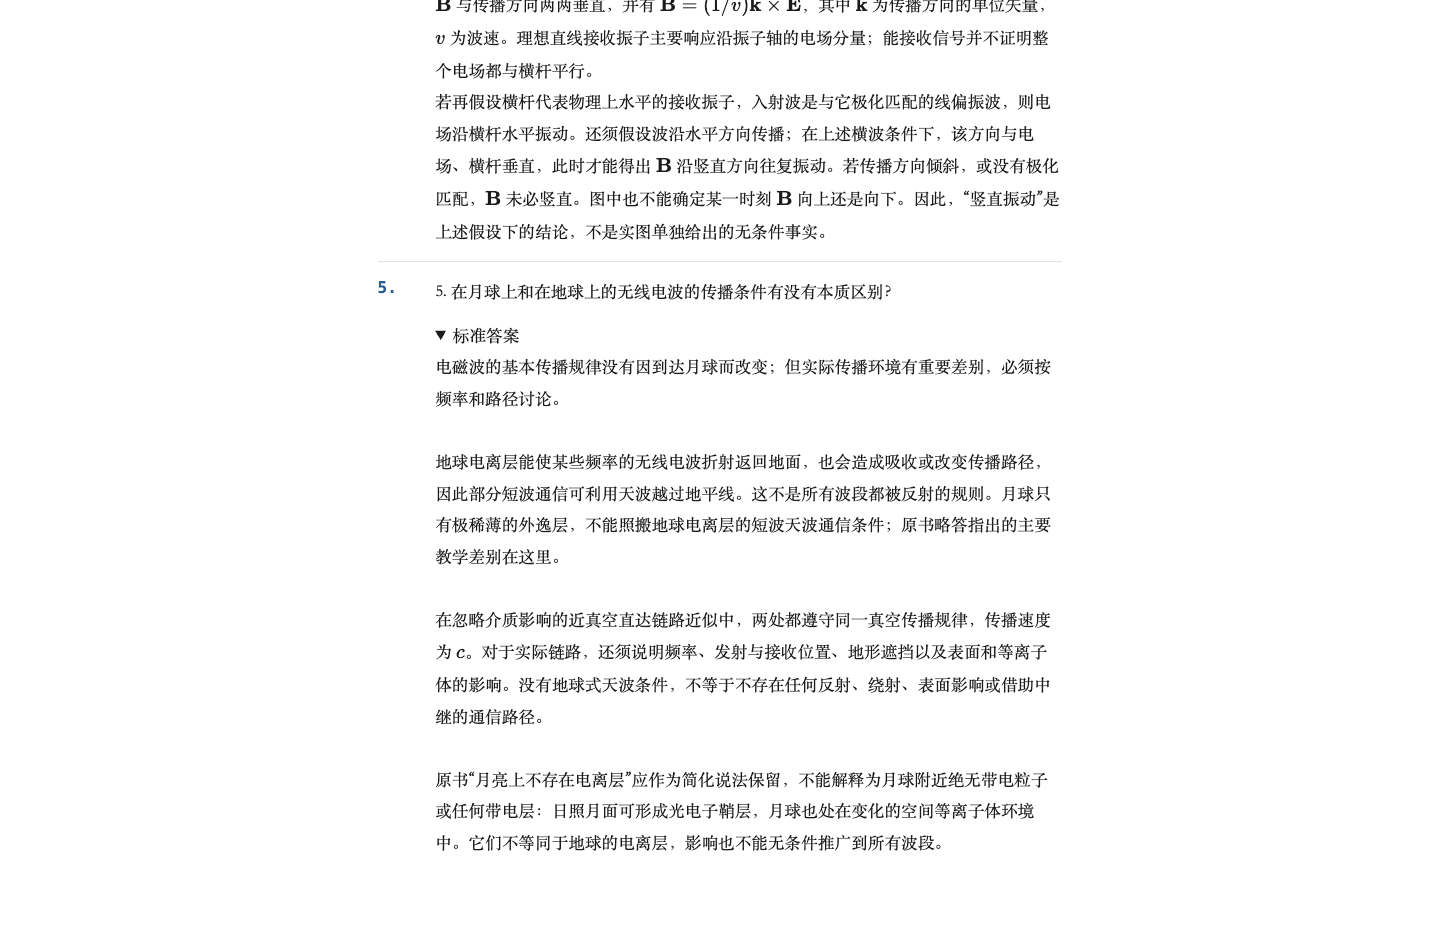 B 与传播方向两两垂直，并有 B = (1/v)k × E，其中 k 为传播方向的单位矢量，
v 为波速。理想直线接收振子主要响应沿振子轴的电场分量；能接收信号并不证明整
个电场都与横杆平行。
若再假设横杆代表物理上水平的接收振子，入射波是与它极化匹配的线偏振波，则电
场沿横杆水平振动。还须假设波沿水平方向传播；在上述横波条件下，该方向与电
场、横杆垂直，此时才能得出 B 沿竖直方向往复振动。若传播方向倾斜，或没有极化
匹配，B 未必竖直。图中也不能确定某一时刻 B 向上还是向下。因此，“竖直振动”是
上述假设下的结论，不是实图单独给出的无条件事实。
5. 5. 在月球上和在地球上的无线电波的传播条件有没有本质区别？
▼ 标准答案
电磁波的基本传播规律没有因到达月球而改变；但实际传播环境有重要差别，必须按
频率和路径讨论。
地球电离层能使某些频率的无线电波折射返回地面，也会造成吸收或改变传播路径，
因此部分短波通信可利用天波越过地平线。这不是所有波段都被反射的规则。月球只
有极稀薄的外逸层，不能照搬地球电离层的短波天波通信条件；原书略答指出的主要
教学差别在这里。
在忽略介质影响的近真空直达链路近似中，两处都遵守同一真空传播规律，传播速度
为 c。对于实际链路，还须说明频率、发射与接收位置、地形遮挡以及表面和等离子
体的影响。没有地球式天波条件，不等于不存在任何反射、绕射、表面影响或借助中
继的通信路径。
原书“月亮上不存在电离层”应作为简化说法保留，不能解释为月球附近绝无带电粒子
或任何带电层：日照月面可形成光电子鞘层，月球也处在变化的空间等离子体环境
中。它们不等同于地球的电离层，影响也不能无条件推广到所有波段。